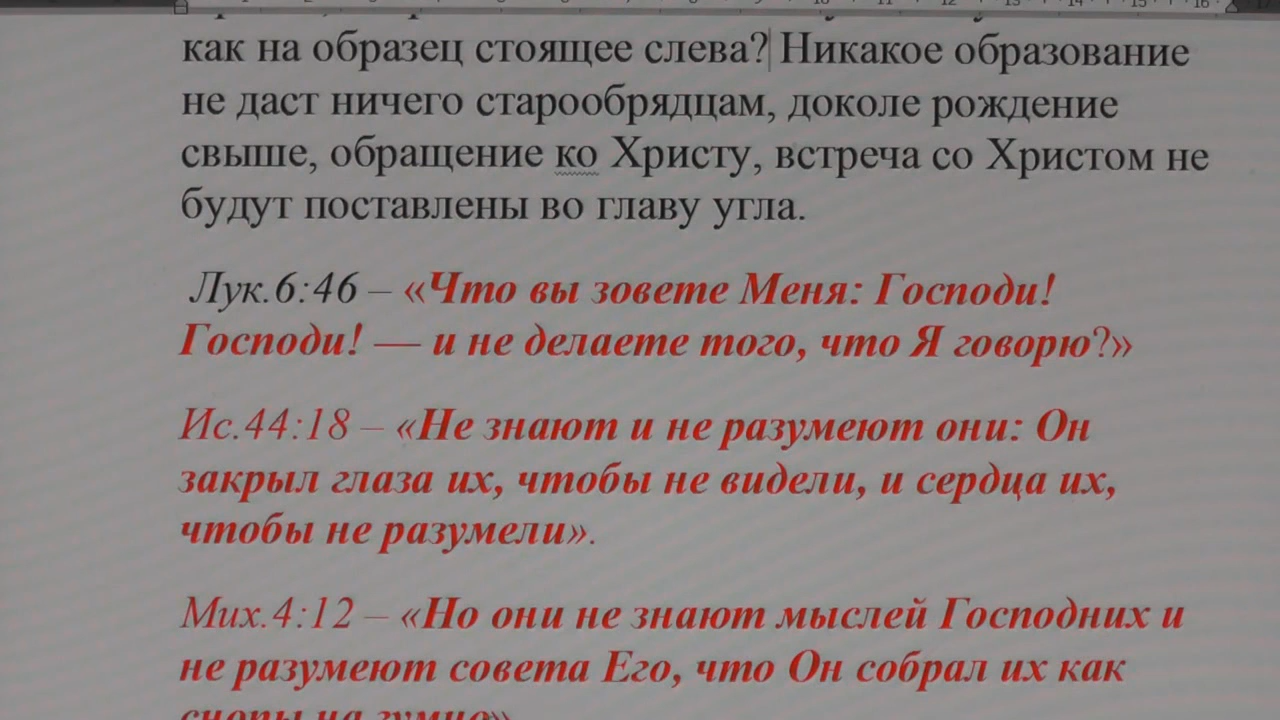 как на образец стоящее слева? Никакое образование
не даст ничего старообрядцам, доколе рождение
свыше, обращение ко Христу, встреча со Христом не
будут поставлены во главу угла.
Лук.6:46 – «Что вы зовете Меня: Господи!
Господи! — и не делаете того, что Я говорю?»
Ис.44:18 – «Не знают и не разумеют они: Он
закрыл глаза их, чтобы не видели, и сердца их,
чтобы не разумели».
Мих.4:12 – «Но они не знают мыслей Господних и
не разумеют совета Его, что Он собрал их как
снопы на гумно»